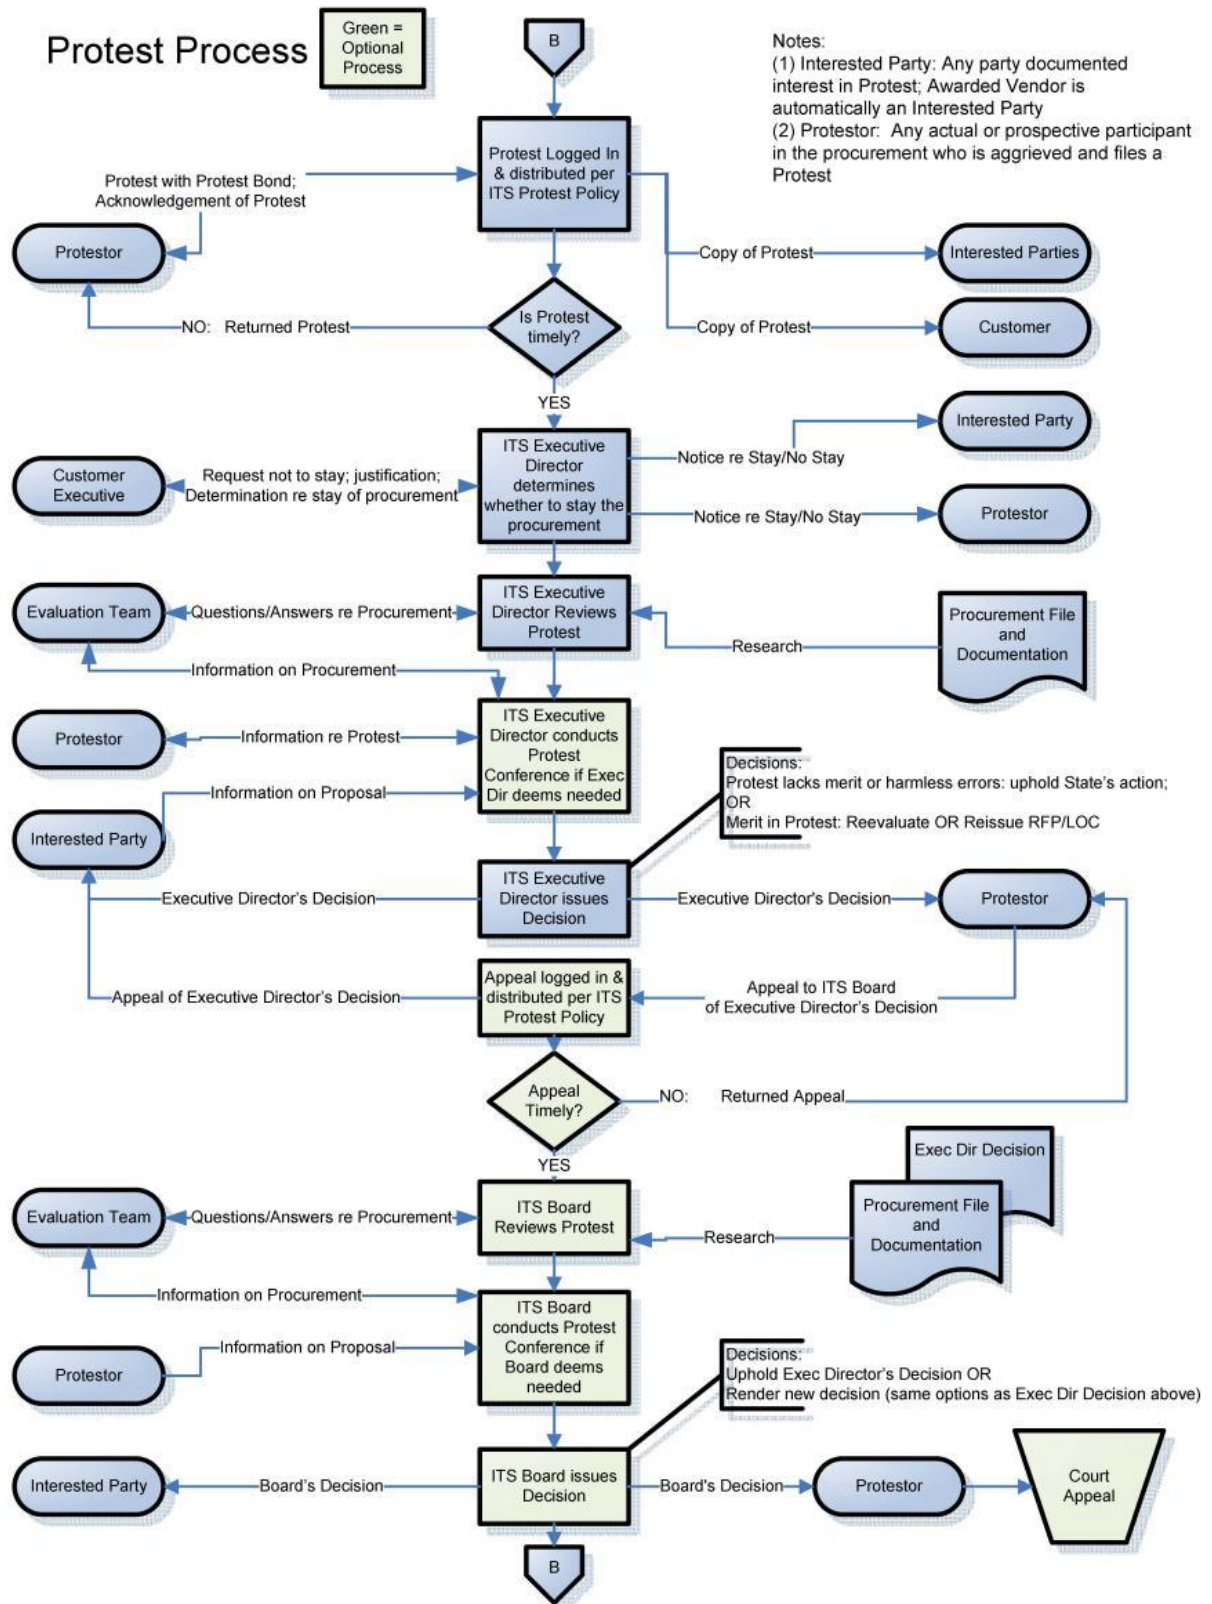 Protest Process
Green =
Optional
Process
B
Notes:
(1) Interested Party: Any party documented
interest in Protest; Awarded Vendor is
automatically an Interested Party
(2) Protestor:  Any actual or prospective participant
in the procurement who is aggrieved and files a
Protest
Protest Logged In
& distributed per
ITS Protest Policy
Protest with Protest Bond;
Acknowledgement of Protest
Protestor
Copy of Protest
Interested Parties
Is Protest
timely?
NO:  Returned Protest
Copy of Protest
Customer
YES
Interested Party
ITS Executive
Director
determines
whether to stay the
procurement
Notice re Stay/No Stay
Customer
Executive
Request not to stay; justification;
Determination re stay of procurement
Notice re Stay/No Stay
Protestor
Evaluation Team
Questions/Answers re Procurement
ITS Executive
Director Reviews
Protest
Research
Procurement File
and
Documentation
Information on Procurement
ITS Executive
Director conducts
Protest
Conference if Exec
Dir deems needed
Protestor
Information re Protest
Information on Proposal
Interested Party
Decisions:
Protest lacks merit or harmless errors: uphold State's action;
OR
Merit in Protest: Reevaluate OR Reissue RFP/LOC
Executive Director's Decision
ITS Executive
Director issues
Decision
Executive Director's Decision
Protestor
Appeal of Executive Director's Decision
Appeal logged in &
distributed per ITS
Protest Policy
Appeal to ITS Board
of Executive Director's Decision
Appeal
Timely?
NO:  Returned Appeal
YES
Exec Dir Decision
Procurement File
and
Documentation
Evaluation Team
Questions/Answers re Procurement
ITS Board
Reviews Protest
Research
Information on Procurement
ITS Board
conducts Protest
Conference if
Board deems
needed
Protestor
Information on Proposal
Decisions:
Uphold Exec Director's Decision OR
Render new decision (same options as Exec Dir Decision above)
Interested Party
Board's Decision
ITS Board issues
Decision
Board's Decision
Protestor
Court
Appeal
B